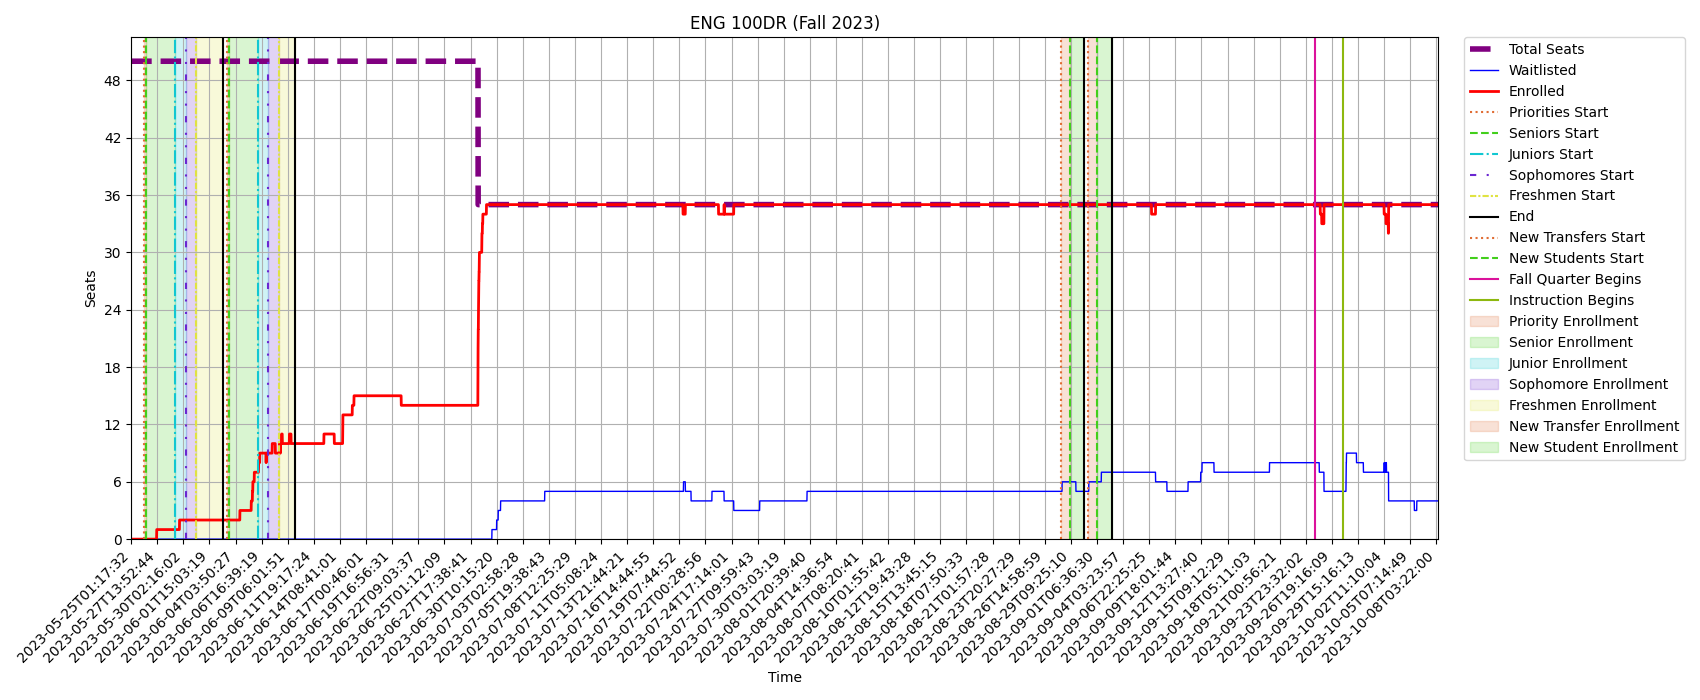 ENG 100DR (Fall 2023)
Seats
48
42
36
30
24
18
12
6
0
2023-05-25T01:17:32
2023-05-27T13:52:44
2023-05-30T02:16:02
2023-06-01T15:03:19
2023-06-04T03:50:27
2023-06-06T16:39:19
2023-06-09T06:01:51
2023-06-11T19:17:24
2023-06-14T08:41:01
2023-06-17T00:46:01
2023-06-19T16:56:31
2023-06-22T09:03:37
2023-06-25T01:12:09
2023-06-27T17:38:41
2023-06-30T10:15:20
2023-07-03T02:58:28
2023-07-05T19:38:43
2023-07-08T12:25:29
2023-07-11T05:08:24
2023-07-13T21:44:23
2023-07-16T14:44:55
2023-07-19T07:44:52
2023-07-22T00:28:56
2023-07-24T17:14:01
2023-07-27T09:59:43
2023-07-30T03:03:19
2023-08-01T20:39:40
2023-08-04T14:36:54
2023-08-07T08:20:41
2023-08-10T01:55:42
2023-08-12T19:43:28
2023-08-15T13:45:15
2023-08-18T07:50:33
2023-08-21T01:57:28
2023-08-23T20:27:29
2023-08-26T14:58:59
2023-08-29T09:25:10
2023-09-01T06:36:30
2023-09-04T03:23:57
2023-09-06T22:25:25
2023-09-09T18:01:44
2023-09-12T13:27:40
2023-09-15T09:12:29
2023-09-18T05:11:03
2023-09-21T00:56:21
2023-09-23T23:32:02
2023-09-26T19:16:09
2023-09-29T15:16:13
2023-10-02T11:10:04
2023-10-05T07:14:49
2023-10-08T03:22:00
Time
Total Seats
Waitlisted
Enrolled
Priorities Start
Seniors Start
Juniors Start
Sophomores Start
Freshmen Start
End
New Transfers Start
New Students Start
Fall Quarter Begins
Instruction Begins
Priority Enrollment
Senior Enrollment
Junior Enrollment
Sophomore Enrollment
Freshmen Enrollment
New Transfer Enrollment
New Student Enrollment